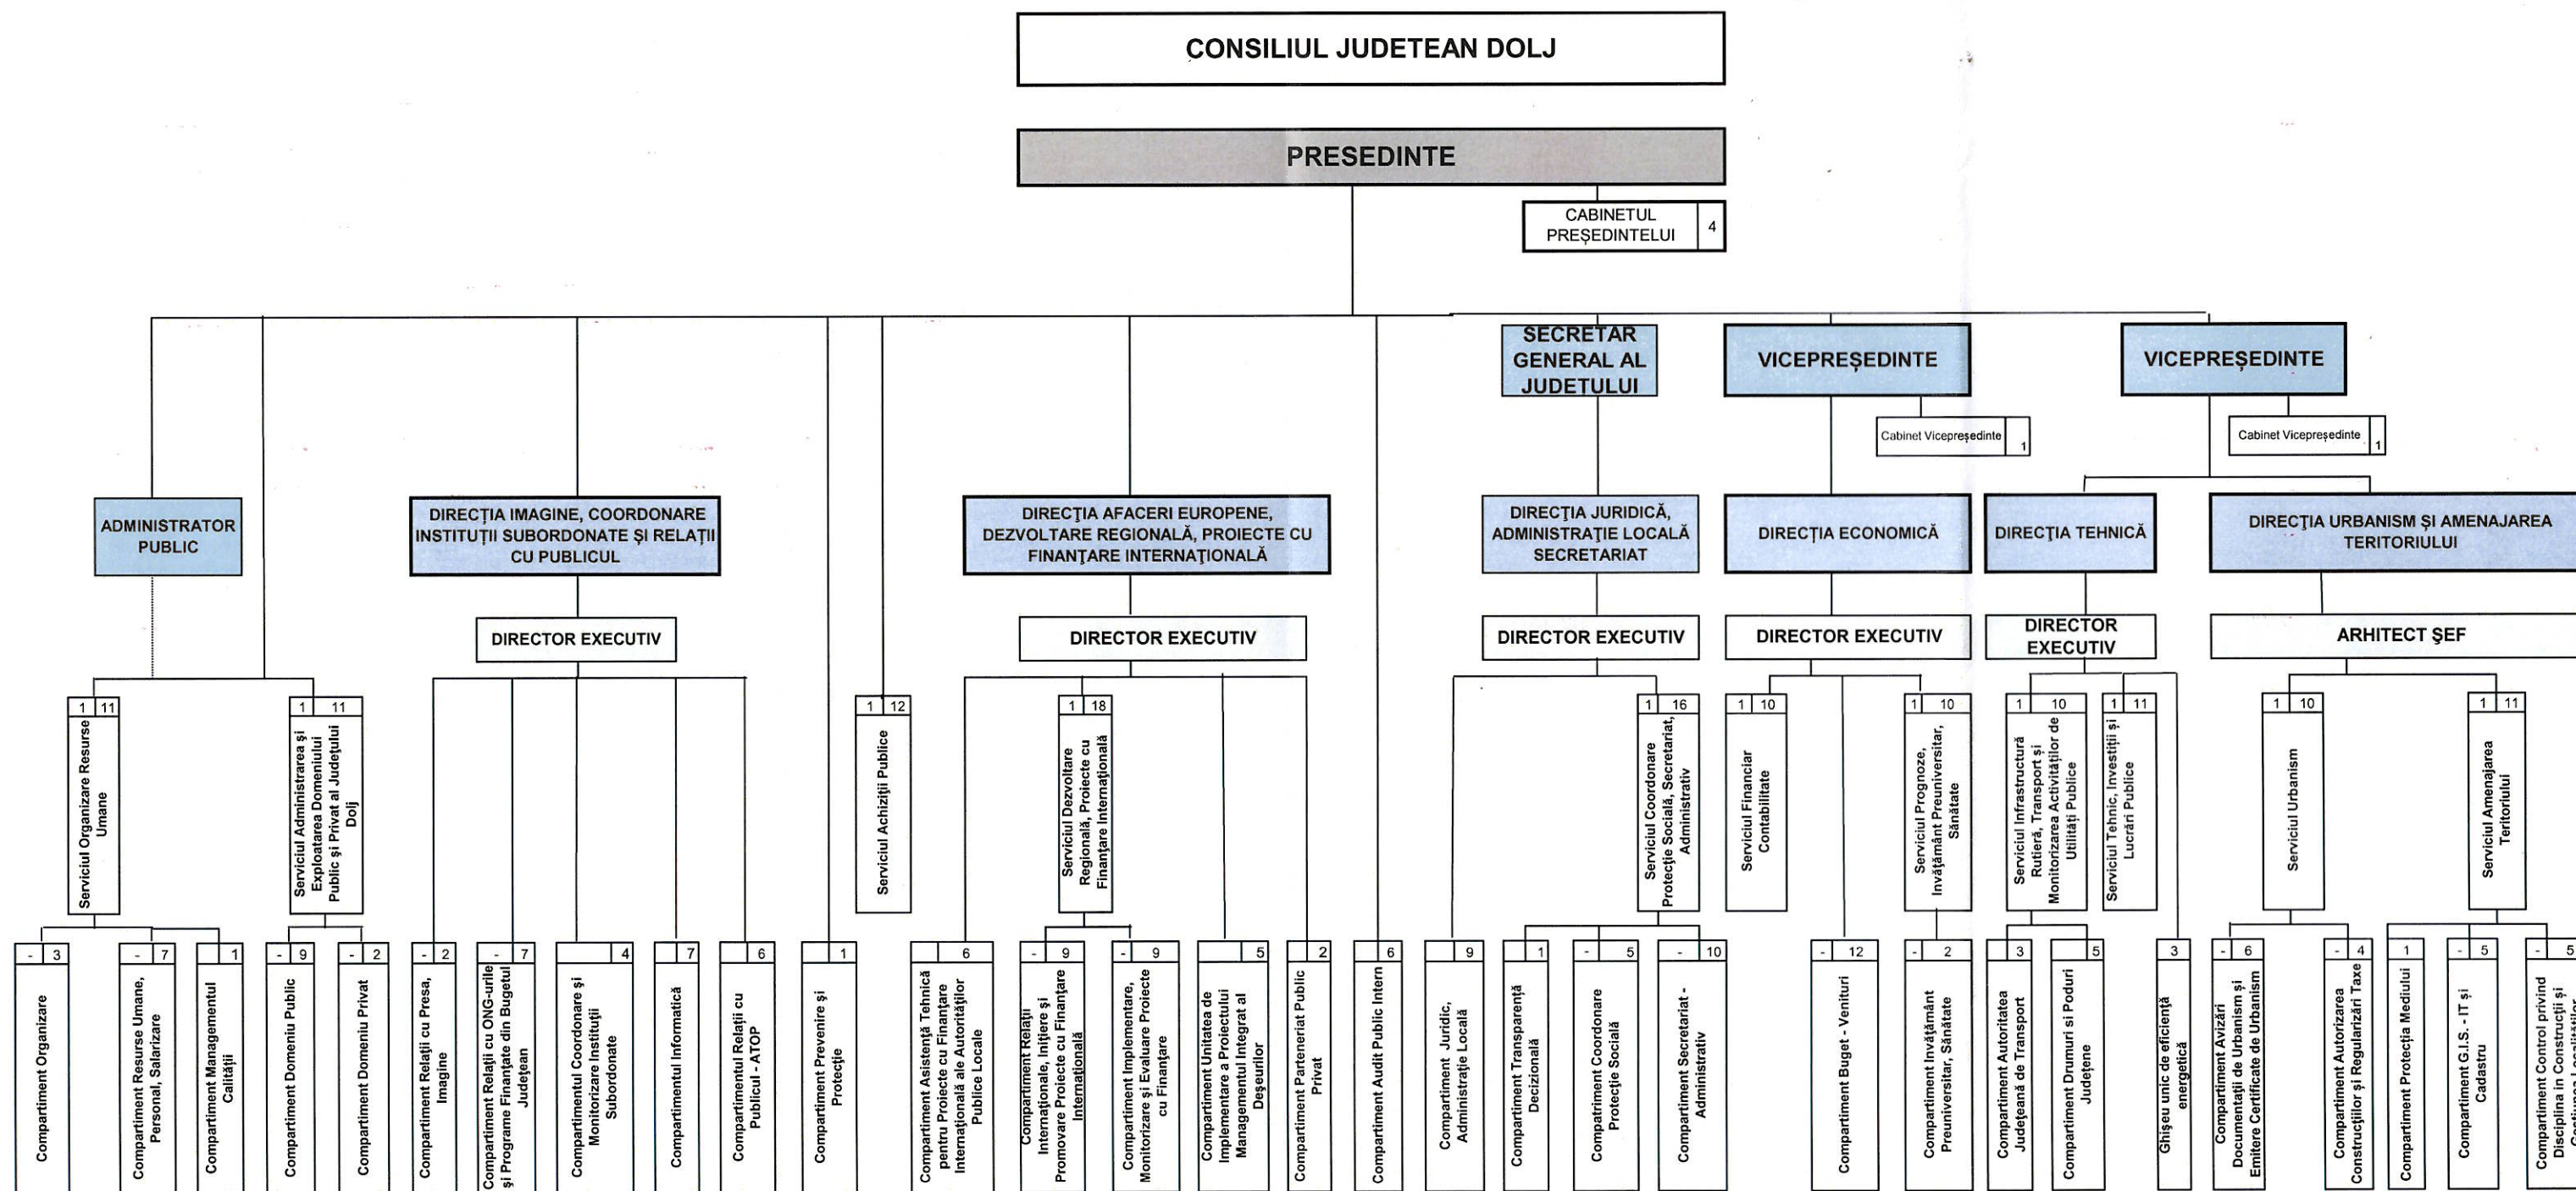 CONSILIUL JUDETEAN DOLJ
PRESEDINTE
CABINETUL
PREȘEDINTELUI
4
SECRETAR
GENERAL AL
JUDEȚULUI
VICEPREȘEDINTE
VICEPREȘEDINTE
Cabinet Vicepreședinte
1
Cabinet Vicepreședinte
1
ADMINISTRATOR
PUBLIC
DIRECȚIA IMAGINE, COORDONARE
INSTITUȚII SUBORDONATE ȘI RELAȚII
CU PUBLICUL
DIRECŢIA AFACERI EUROPENE,
DEZVOLTARE REGIONALĂ, PROIECTE CU
FINANŢARE INTERNAŢIONALĂ
DIRECŢIA JURIDICĂ,
ADMINISTRAŢIE LOCALĂ
SECRETARIAT
DIRECȚIA ECONOMICĂ
DIRECŢIA TEHNICĂ
DIRECŢIA URBANISM ŞI AMENAJAREA
TERITORIULUI
DIRECTOR EXECUTIV
DIRECTOR EXECUTIV
DIRECTOR EXECUTIV
DIRECTOR EXECUTIV
DIRECTOR
EXECUTIV
ARHITECT ŞEF
1 11
Serviciul Organizare Resurse
Umane
1 11
Serviciul Administrarea şi
Exploatarea Domeniului
Public şi Privat al Judeţului
Dolj
1 12
Serviciul Achiziţii Publice
1 18
Serviciul Dezvoltare
Regională, Proiecte cu
Finanţare Internaţională
1 16
Serviciul Coordonare
Protecţie Socială, Secretariat,
Administrativ
1 10
Serviciul Financiar
Contabilitate
1 10
Serviciul Prognoze,
Invăţământ Preuniversitar,
Sănătate
1 10
Serviciul Infrastructură
Rutieră, Transport şi
Monitorizarea Activităţilor de
Utilităţi Publice
1 11
Serviciul Tehnic, Investiţii şi
Lucrări Publice
1 10
Serviciul Urbanism
1 11
Serviciul Amenajarea
Teritoriului
- 3
Compartiment Organizare
- 7
Compartiment Resurse Umane,
Personal, Salarizare
1
Compartiment Managementul
Calităţii
- 9
Compartiment Domeniu Public
- 2
Compartiment Domeniu Privat
- 2
Compartiment Relaţii cu Presa,
Imagine
- 7
Compartiment Relaţii cu ONG-urile
şi Programe Finanţate din Bugetul
Judeţean
4
Compartimentul Coordonare şi
Monitorizare Instituţii
Subordonate
7
Compartimentul Informatică
6
Compartimentul Relaţii cu
Publicul - ATOP
1
Compartiment Prevenire şi
Protecţie
6
Compartiment Asistenţă Tehnică
pentru Proiecte cu Finanţare
Internaţională ale Autorităţilor
Publice Locale
- 9
Compartiment Relaţii
Internaţionale, Iniţiere şi
Promovare Proiecte cu Finanţare
Internaţională
- 9
Compartiment Implementare,
Monitorizare şi Evaluare Proiecte
cu Finanţare
5
Compartiment Unitatea de
Implementare a Proiectului
Managementul Integrat al
Deşeurilor
2
Compartiment Parteneriat Public
Privat
6
Compartiment Audit Public Intern
9
Compartiment Juridic,
Administraţie Locală
1
Compartiment Transparenţă
Decizională
- 5
Compatriment Coordonare
Protecţie Socială
- 10
Compartiment Secretariat -
Administrativ
- 12
Compartiment Buget - Venituri
- 2
Compartiment Invăţământ
Preuniversitar, Sănătate
3
Compartiment Autoritatea
Judeţeană de Transport
5
Compartiment Drumuri si Poduri
Judeţene
3
Ghişeu unic de eficienţă
energetică
- 6
Compartiment Avizări
Documentaţii de Urbanism şi
Emitere Certificate de Urbanism
- 4
Compartiment Autorizarea
Construcţiilor şi Regularizări Taxe
1
Compartiment Protecţia Mediului
- 5
Compartiment G.I.S. - IT şi
Cadastru
- 5
Compartiment Control privind
Disciplina in Construcţii şi